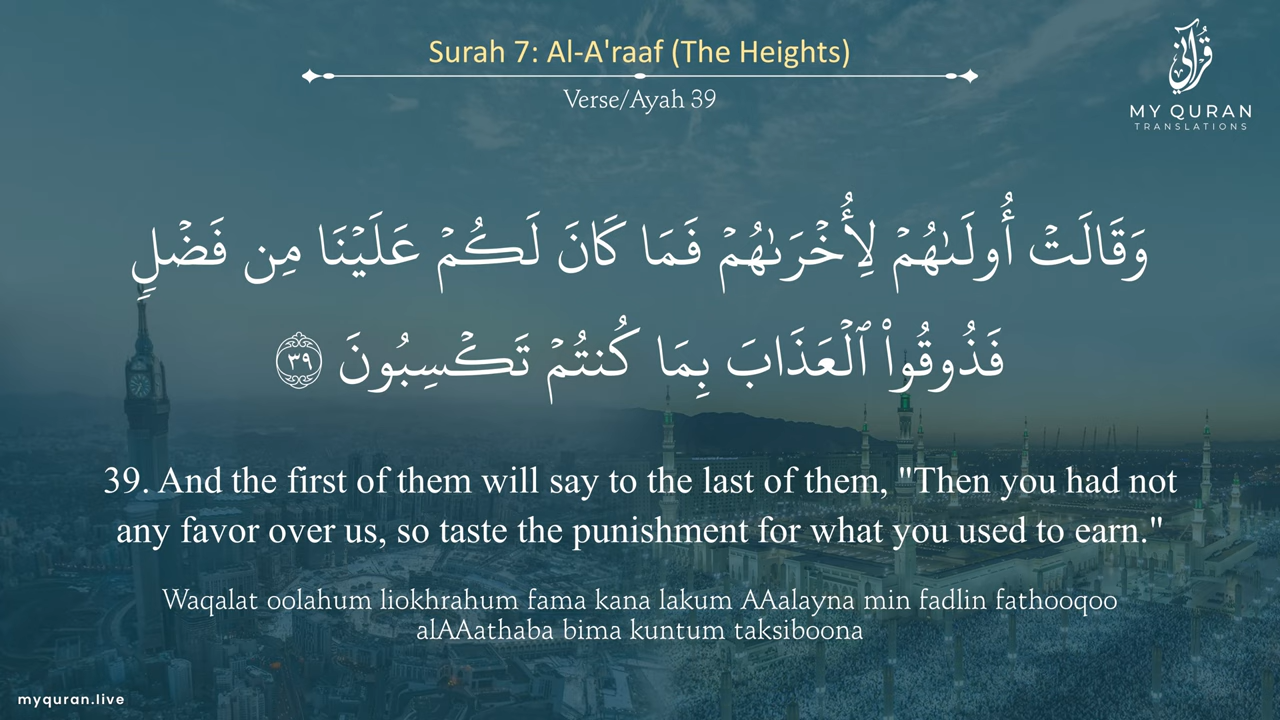 Surah 7: Al-A'raaf (The Heights)
Verse/Ayah 39
قرآني
MY QURAN
TRANSLATIONS
وَقَالَتْ أُولَىٰهُمْ لِأُخْرَىٰهُمْ فَمَا كَانَ لَكُمْ عَلَيْنَا مِن فَضْلٍ
فَذُوقُوا۟ ٱلْعَذَابَ بِمَا كُنتُمْ تَكْسِبُونَ ٣٩
39. And the first of them will say to the last of them, "Then you had not
any favor over us, so taste the punishment for what you used to earn."
Waqalat oolahum liokhrahum fama kana lakum AAalayna min fadlin fathooqoo
alAAathaba bima kuntum taksiboona
myquran.live